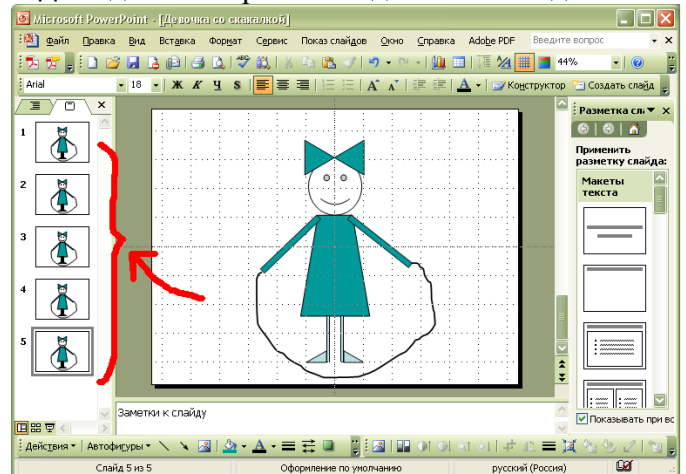 Microsoft PowerPoint - [Девочка со скакалкой]
Файл Правка Вид Вставка Формат Сервис Показ слайдов Окно Справка Adobe PDF Введите вопрос
44%
Arial 18 Ж К Ч S Конструктор Создать слайд
1
2
3
4
5
Разметка сл
Применить
разметку слайда:
Макеты
текста
Показывать при вс
Заметки к слайду
Действия Автофигуры
Слайд 5 из 5 Оформление по умолчанию русский (Россия)